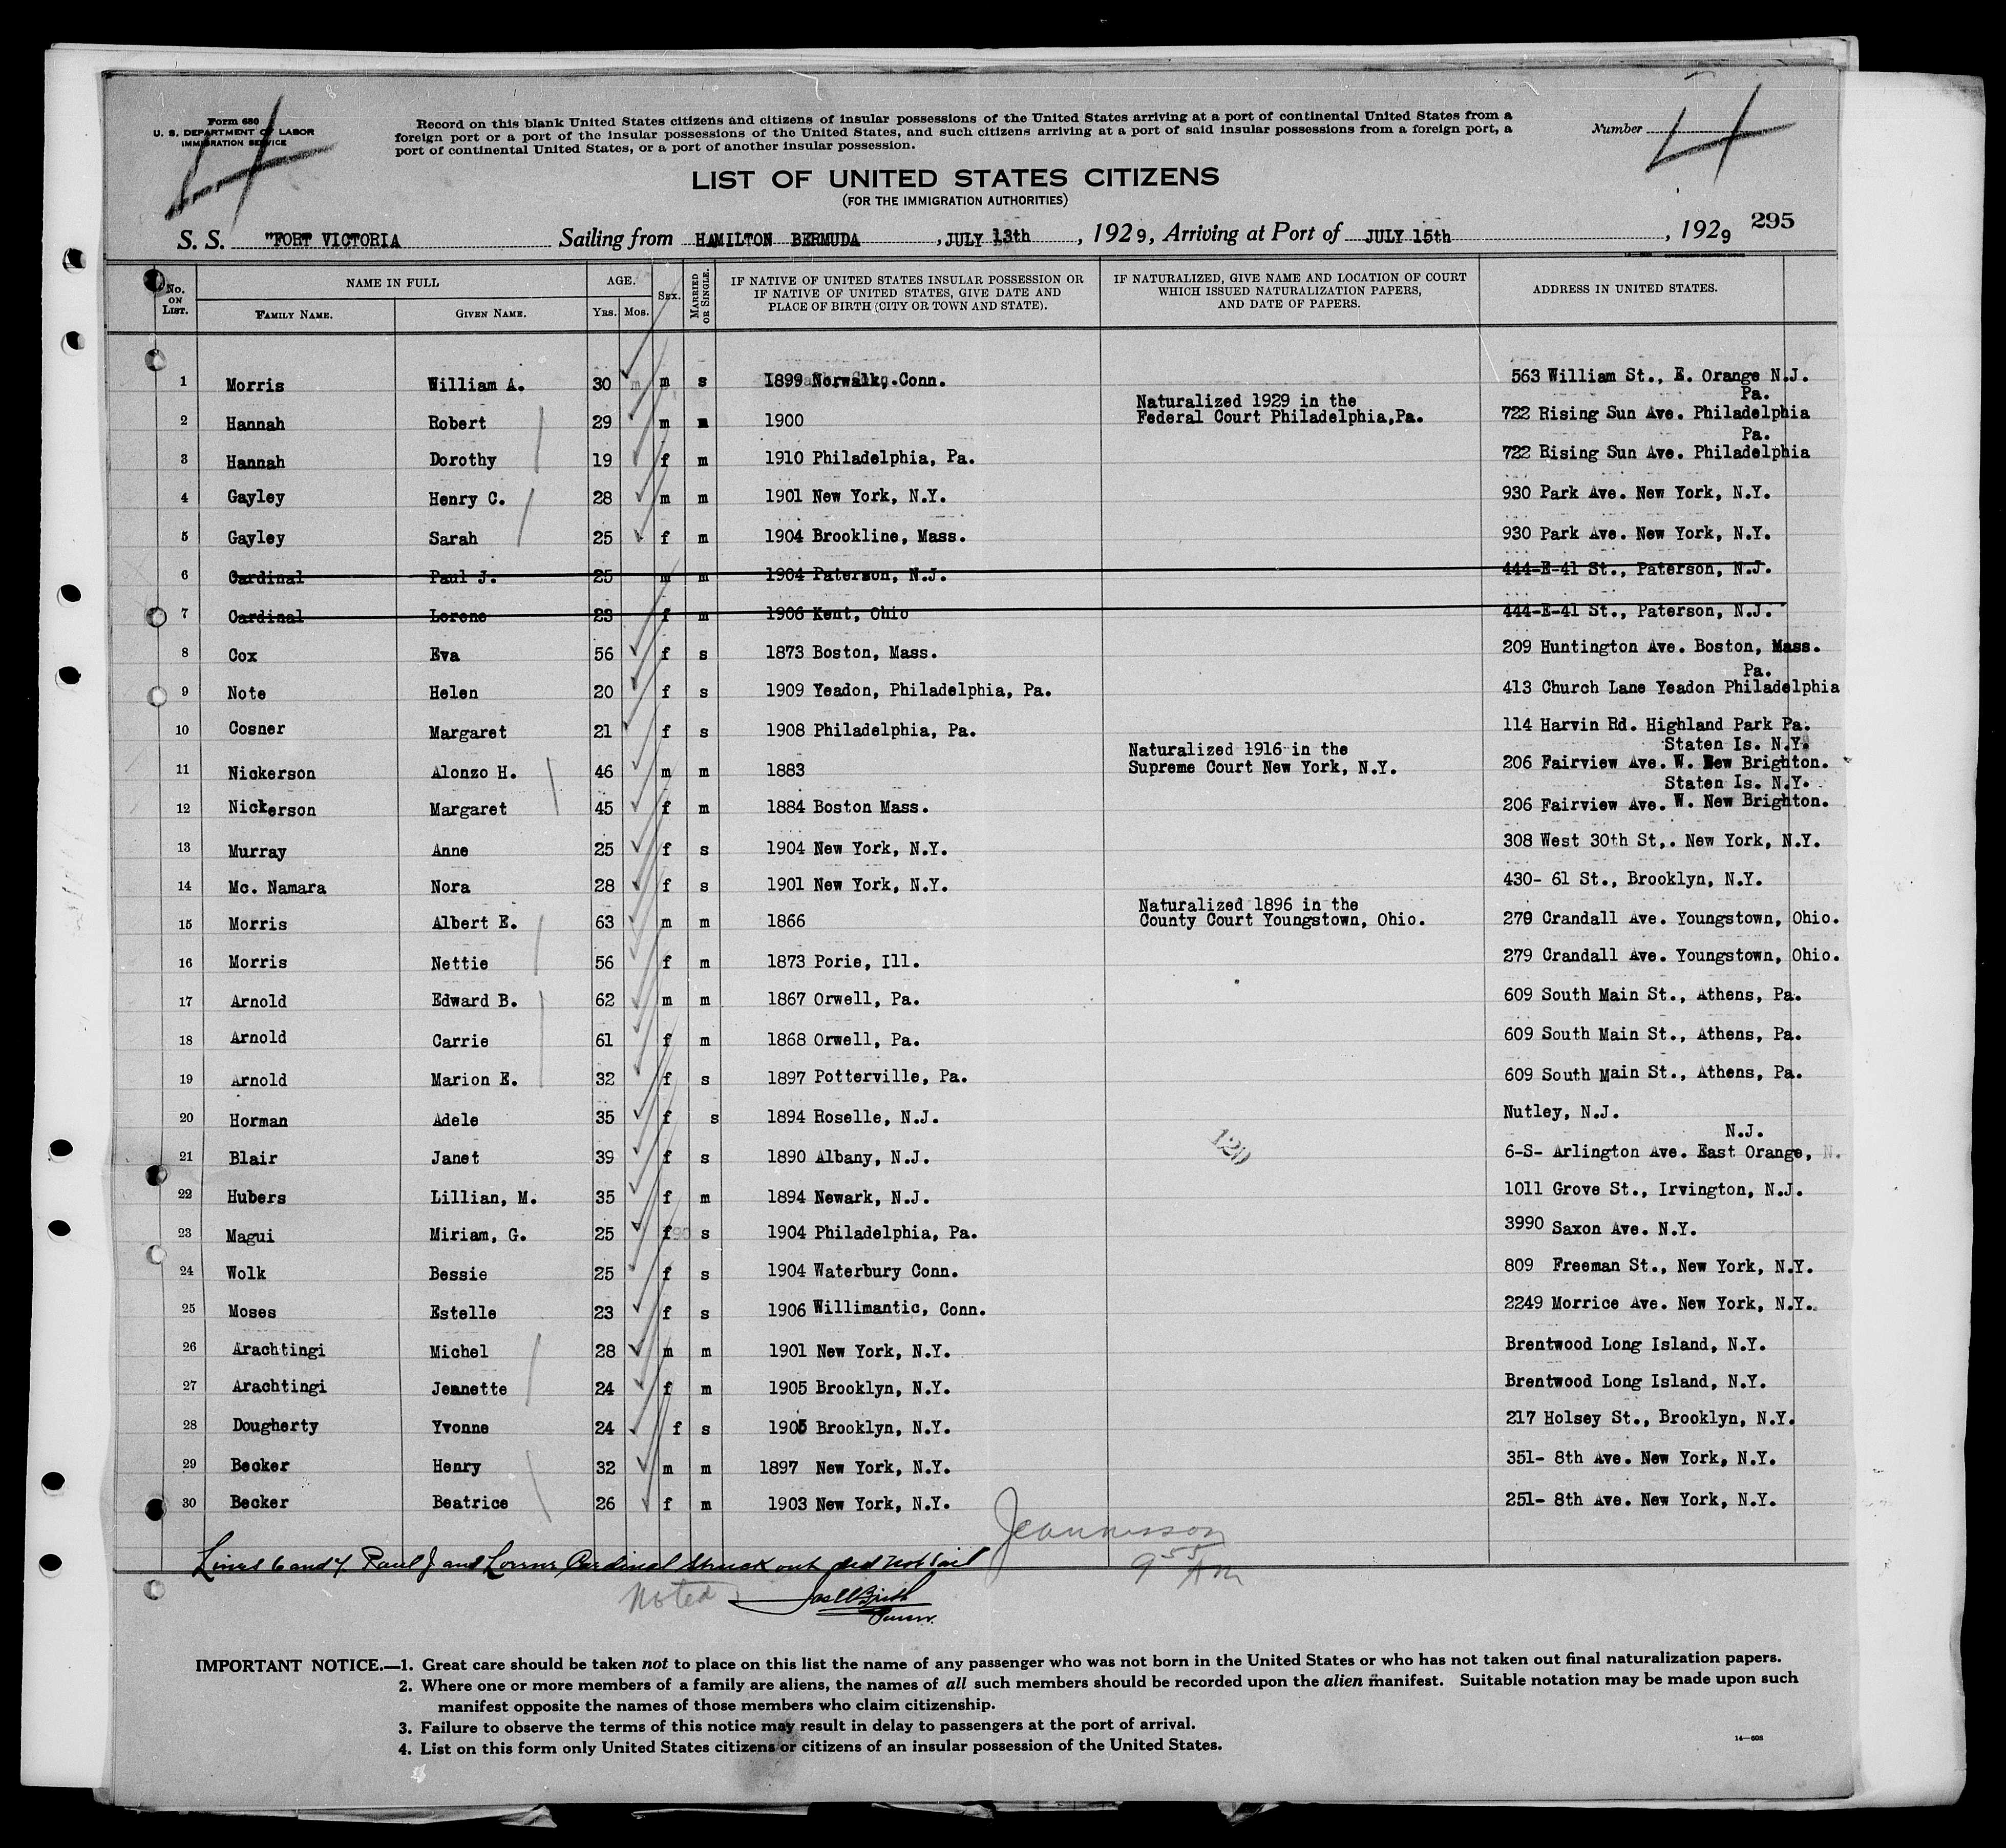 4
4
Form 630
U. S. DEPARTMENT OF LABOR
IMMIGRATION SERVICE
Record on this blank United States citizens and citizens of insular possessions of the United States arriving at a port of continental United States from a
foreign port or a port of the insular possessions of the United States, and such citizens arriving at a port of said insular possessions from a foreign port, a
port of continental United States, or a port of another insular possession.
Number
LIST OF UNITED STATES CITIZENS
(FOR THE IMMIGRATION AUTHORITIES)
S. S. "FORT VICTORIA Sailing from HAMILTON BERMUDA , JULY 13th , 1929, Arriving at Port of JULY 15th , 1929 295
No. ON LIST. NAME IN FULL FAMILY NAME. GIVEN NAME. AGE. YRS. MOS. SEX. MARRIED OR SINGLE. IF NATIVE OF UNITED STATES INSULAR POSSESSION OR IF NATIVE OF UNITED STATES, GIVE DATE AND PLACE OF BIRTH (CITY OR TOWN AND STATE). IF NATURALIZED, GIVE NAME AND LOCATION OF COURT WHICH ISSUED NATURALIZATION PAPERS, AND DATE OF PAPERS. ADDRESS IN UNITED STATES.
1 Morris William A. 30 m s 1899 Norwalk, Conn. 563 William St., E. Orange N.J.
2 Hannah Robert 29 m m 1900 Naturalized 1929 in the Federal Court Philadelphia,Pa. 722 Rising Sun Ave. Philadelphia Pa.
3 Hannah Dorothy 19 f m 1910 Philadelphia, Pa. 722 Rising Sun Ave. Philadelphia Pa.
4 Gayley Henry C. 28 m m 1901 New York, N.Y. 930 Park Ave. New York, N.Y.
5 Gayley Sarah 25 f m 1904 Brookline, Mass. 930 Park Ave. New York, N.Y.
6 Cardinal Paul J. 25 m m 1904 Paterson, N.J. 444-E-41 St., Paterson, N.J.
7 Cardinal Lorene 23 f m 1906 Kent, Ohio 444-E-41 St., Paterson, N.J.
8 Cox Eva 56 f s 1873 Boston, Mass. 209 Huntington Ave. Boston, Mass.
9 Note Helen 20 f s 1909 Yeadon, Philadelphia, Pa. 413 Church Lane Yeadon Philadelphia Pa.
10 Cosner Margaret 21 f s 1908 Philadelphia, Pa. 114 Harvin Rd. Highland Park Pa.
11 Nickerson Alonzo H. 46 m m 1883 Naturalized 1916 in the Supreme Court New York, N.Y. 206 Fairview Ave. W. New Brighton. Staten Is. N.Y.
12 Nickerson Margaret 45 f m 1884 Boston Mass. 206 Fairview Ave. W. New Brighton. Staten Is. N.Y.
13 Murray Anne 25 f s 1904 New York, N.Y. 308 West 30th St,. New York, N.Y.
14 Mc. Namara Nora 28 f s 1901 New York, N.Y. 430- 61 St., Brooklyn, N.Y.
15 Morris Albert E. 63 m m 1866 Naturalized 1896 in the County Court Youngstown, Ohio. 279 Crandall Ave. Youngstown, Ohio.
16 Morris Nettie 56 f m 1873 Porie, Ill. 279 Crandall Ave. Youngstown, Ohio.
17 Arnold Edward B. 62 m m 1867 Orwell, Pa. 609 South Main St., Athens, Pa.
18 Arnold Carrie 61 f m 1868 Orwell, Pa. 609 South Main St., Athens, Pa.
19 Arnold Marion E. 32 f s 1897 Potterville, Pa. 609 South Main St., Athens, Pa.
20 Horman Adele 35 f s 1894 Roselle, N.J. Nutley, N.J.
21 Blair Janet 39 f s 1890 Albany, N.J. 6-S- Arlington Ave. East Orange, N.J.
120
22 Hubers Lillian, M. 35 f m 1894 Newark, N.J. 1011 Grove St., Irvington, N.J.
23 Magui Miriam, G. 25 f s 1904 Philadelphia, Pa. 3990 Saxon Ave. N.Y.
24 Wolk Bessie 25 f s 1904 Waterbury Conn. 809 Freeman St., New York, N.Y.
25 Moses Estelle 23 f s 1906 Willimantic, Conn. 2249 Morrice Ave. New York, N.Y.
26 Arachtingi Michel 28 m m 1901 New York, N.Y. Brentwood Long Island, N.Y.
27 Arachtingi Jeanette 24 f m 1905 Brooklyn, N.Y. Brentwood Long Island, N.Y.
28 Dougherty Yvonne 24 f s 1905 Brooklyn, N.Y. 217 Holsey St., Brooklyn, N.Y.
29 Becker Henry 32 m m 1897 New York, N.Y. 351- 8th Ave. New York, N.Y.
30 Becker Beatrice 26 f m 1903 New York, N.Y. 251- 8th Ave. New York, N.Y.
Lines 6 and 7. Paul J and Lorene Cardinal struck out did not sail
9 55 AM
Noted
Purser.
IMPORTANT NOTICE.—1. Great care should be taken not to place on this list the name of any passenger who was not born in the United States or who has not taken out final naturalization papers.
2. Where one or more members of a family are aliens, the names of all such members should be recorded upon the alien manifest. Suitable notation may be made upon such
manifest opposite the names of those members who claim citizenship.
3. Failure to observe the terms of this notice may result in delay to passengers at the port of arrival.
4. List on this form only United States citizens or citizens of an insular possession of the United States.
14—608